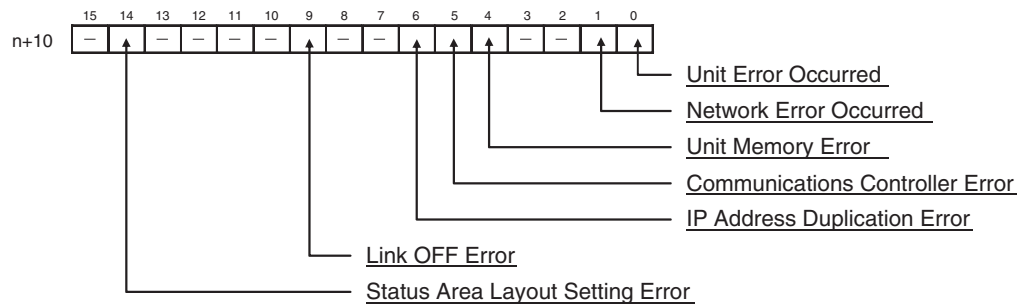 15 14 13 12 11 10 9 8 7 6 5 4 3 2 1 0
n+10 – – – – – – – – –
Unit Error Occurred
Network Error Occurred
Unit Memory Error
Communications Controller Error
IP Address Duplication Error
Link OFF Error
Status Area Layout Setting Error